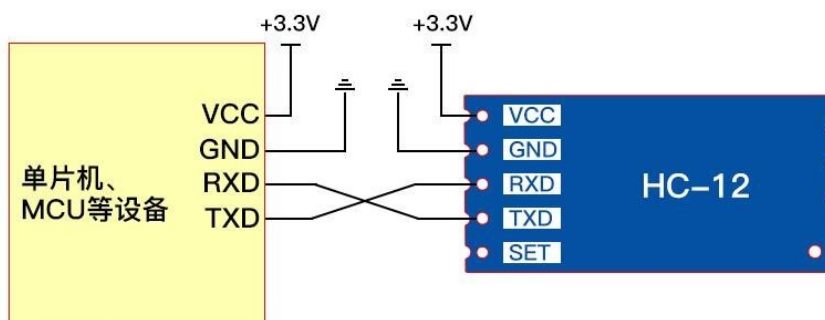 +3.3V
+3.3V
VCC
GND
RXD
TXD
单片机、
MCU等设备
VCC
GND
RXD
TXD
SET
HC-12